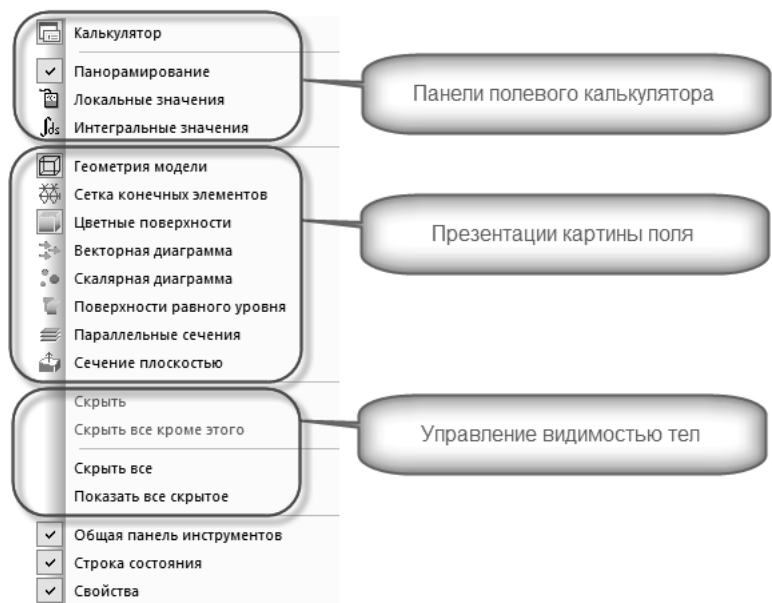 Калькулятор
Панорамирование
Локальные значения
Интегральные значения
Панели полевого калькулятора
Геометрия модели
Сетка конечных элементов
Цветные поверхности
Векторная диаграмма
Скалярная диаграмма
Поверхности равного уровня
Параллельные сечения
Сечение плоскостью
Презентации картины поля
Скрыть
Скрыть все кроме этого
Скрыть все
Показать все скрытое
Управление видимостью тел
Общая панель инструментов
Строка состояния
Свойства